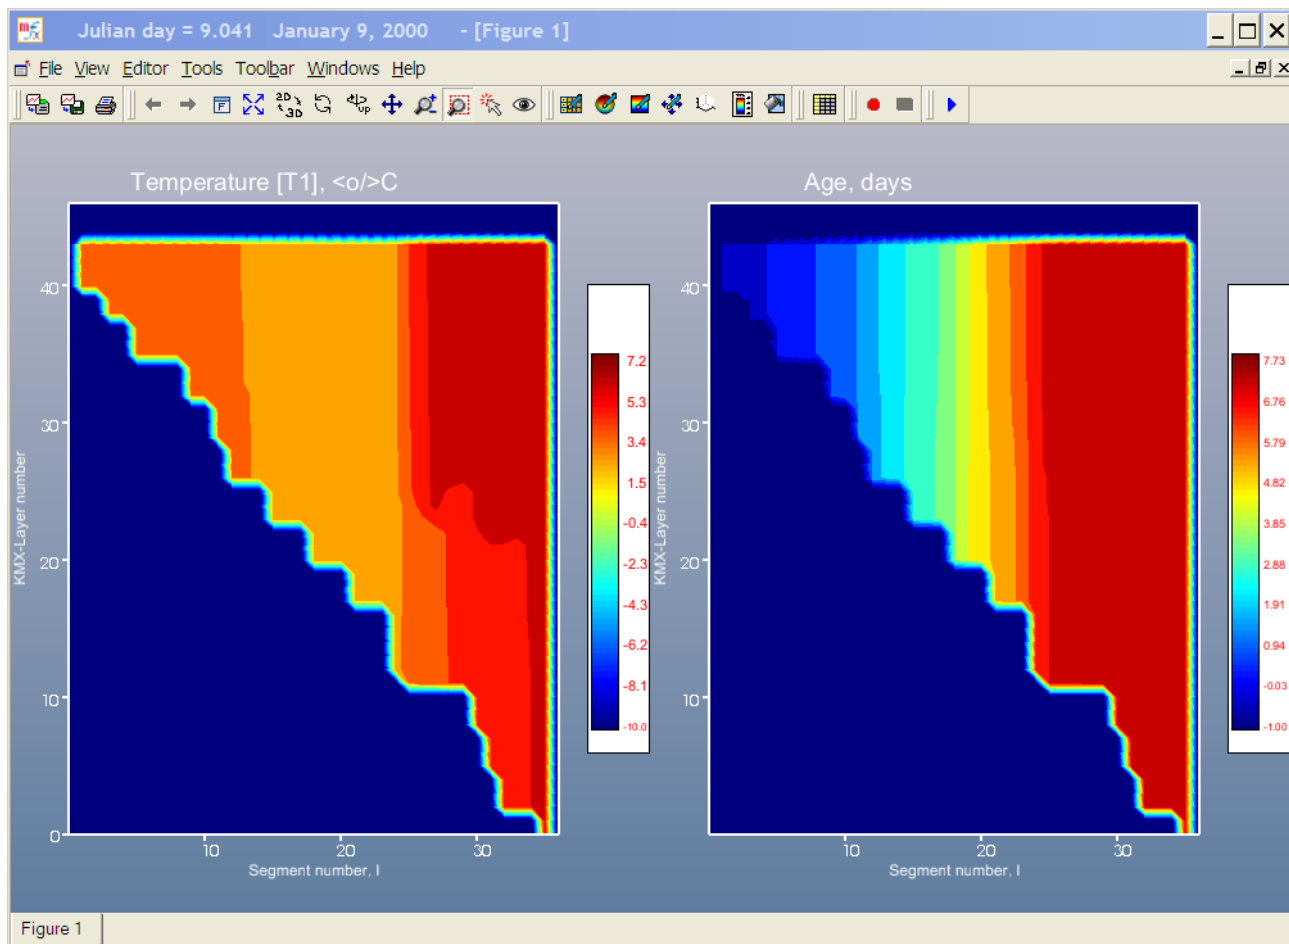 Julian day = 9.041 January 9, 2000 - [Figure 1]
File View Editor Tools Toolbar Windows Help
Temperature [T1], <o/>C
40
30
20
10
0
KMX-Layer number
10 20 30
Segment number, I
7.2
5.3
3.4
1.5
-0.4
-2.3
-4.3
-6.2
-8.1
-10.0
Age, days
40
30
20
10
KMX-Layer number
10 20 30
Segment number, I
7.73
6.76
5.79
4.82
3.85
2.88
1.91
0.94
-0.03
-1.00
Figure 1